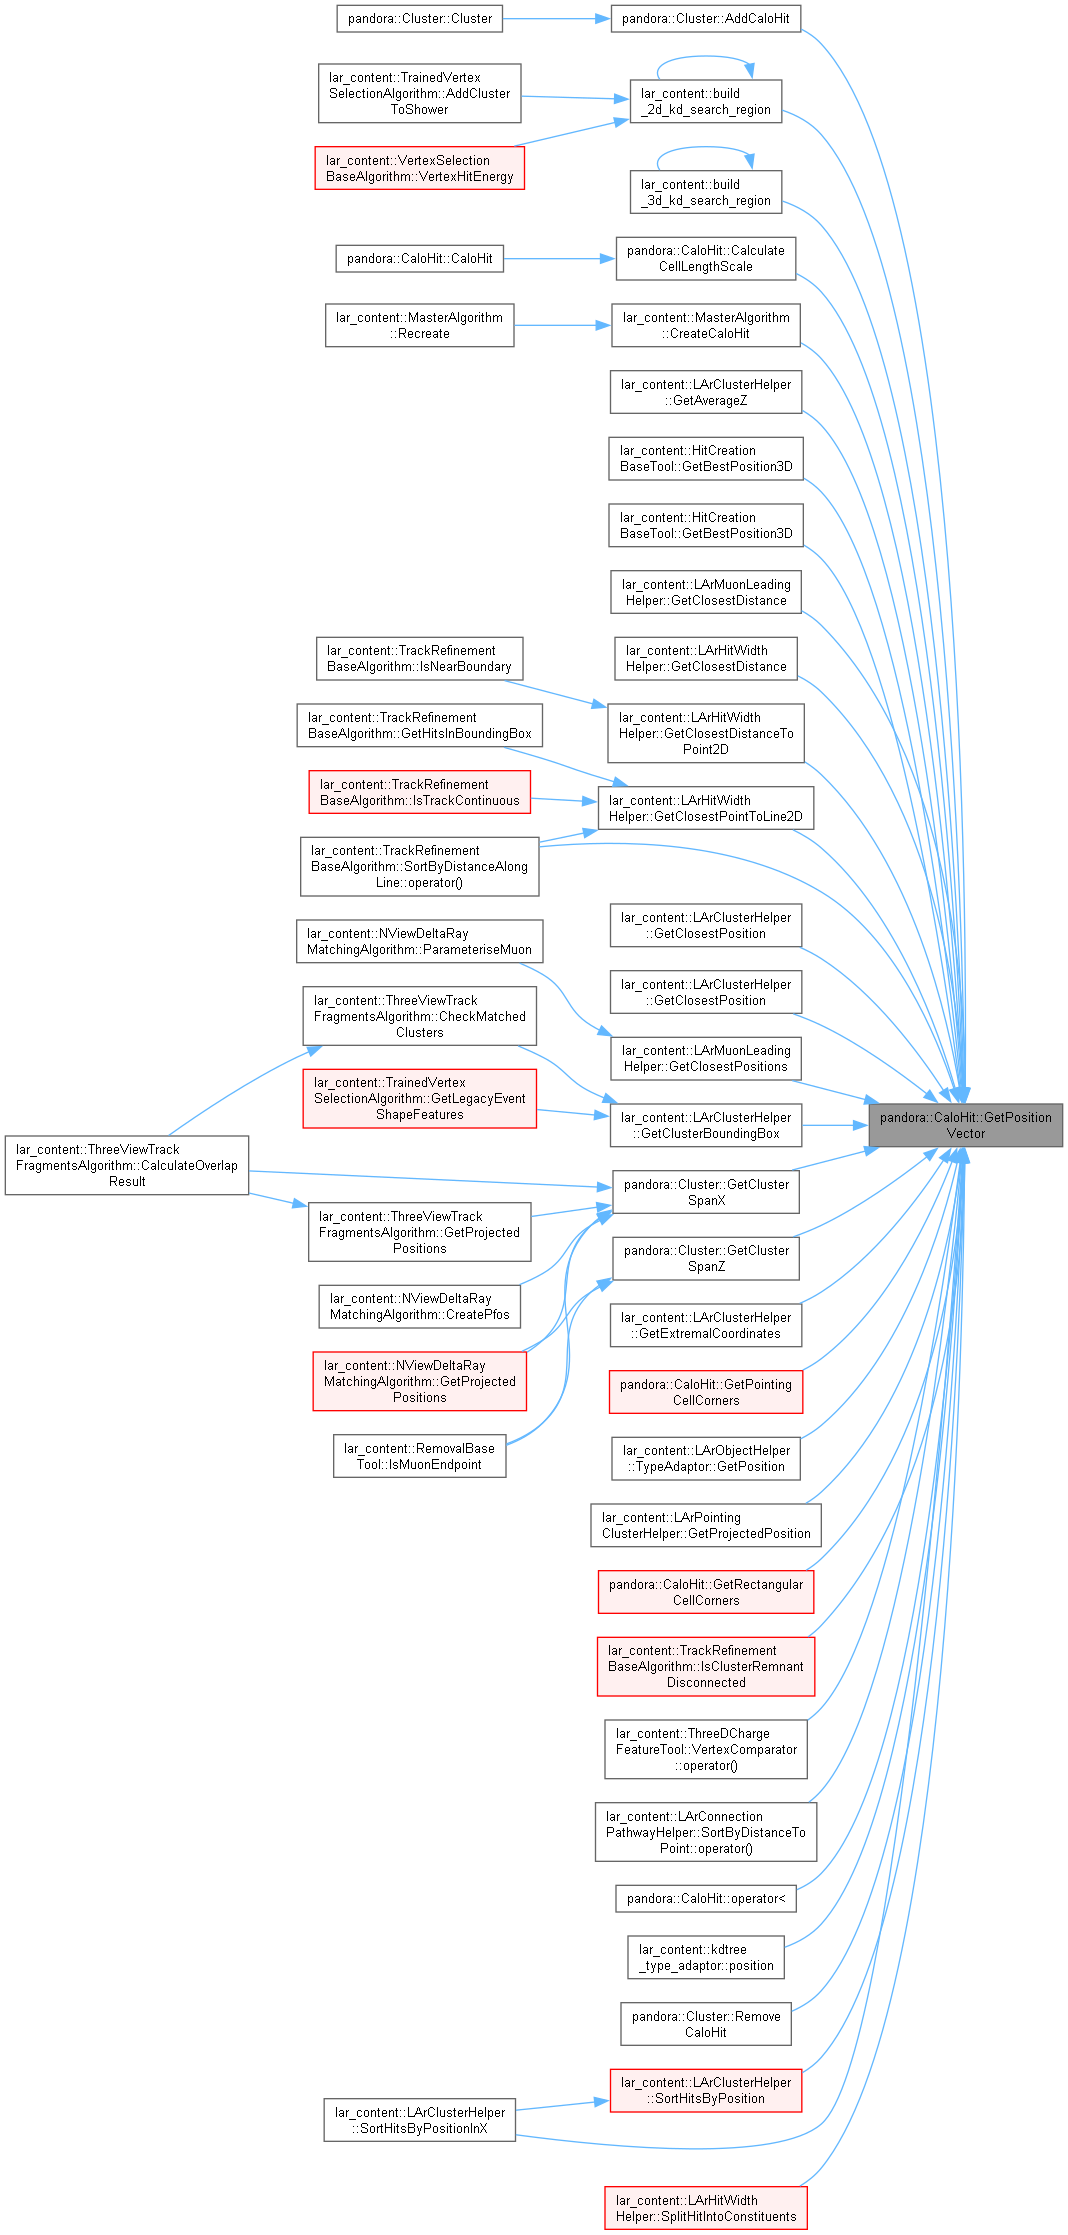 pandora::Cluster::Cluster
pandora::Cluster::AddCaloHit
lar_content::TrainedVertex
SelectionAlgorithm::AddCluster
ToShower
lar_content::build
_2d_kd_search_region
lar_content::VertexSelection
BaseAlgorithm::VertexHitEnergy
lar_content::build
_3d_kd_search_region
pandora::CaloHit::CaloHit
pandora::CaloHit::Calculate
CellLengthScale
lar_content::MasterAlgorithm
::Recreate
lar_content::MasterAlgorithm
::CreateCaloHit
lar_content::LArClusterHelper
::GetAverageZ
lar_content::HitCreation
BaseTool::GetBestPosition3D
lar_content::HitCreation
BaseTool::GetBestPosition3D
lar_content::LArMuonLeading
Helper::GetClosestDistance
lar_content::TrackRefinement
BaseAlgorithm::IsNearBoundary
lar_content::LArHitWidth
Helper::GetClosestDistance
lar_content::TrackRefinement
BaseAlgorithm::GetHitsInBoundingBox
lar_content::LArHitWidth
Helper::GetClosestDistanceTo
Point2D
lar_content::TrackRefinement
BaseAlgorithm::IsTrackContinuous
lar_content::LArHitWidth
Helper::GetClosestPointToLine2D
lar_content::TrackRefinement
BaseAlgorithm::SortByDistanceAlong
Line::operator()
lar_content::LArClusterHelper
::GetClosestPosition
lar_content::NViewDeltaRay
MatchingAlgorithm::ParameteriseMuon
lar_content::LArClusterHelper
::GetClosestPosition
lar_content::ThreeViewTrack
FragmentsAlgorithm::CheckMatched
Clusters
lar_content::LArMuonLeading
Helper::GetClosestPositions
lar_content::TrainedVertex
SelectionAlgorithm::GetLegacyEvent
ShapeFeatures
lar_content::LArClusterHelper
::GetClusterBoundingBox
pandora::CaloHit::GetPosition
Vector
lar_content::ThreeViewTrack
FragmentsAlgorithm::CalculateOverlap
Result
pandora::Cluster::GetCluster
SpanX
lar_content::ThreeViewTrack
FragmentsAlgorithm::GetProjected
Positions
pandora::Cluster::GetCluster
SpanZ
lar_content::NViewDeltaRay
MatchingAlgorithm::CreatePfos
lar_content::LArClusterHelper
::GetExtremalCoordinates
lar_content::NViewDeltaRay
MatchingAlgorithm::GetProjected
Positions
pandora::CaloHit::GetPointing
CellCorners
lar_content::RemovalBase
Tool::IsMuonEndpoint
lar_content::LArObjectHelper
::TypeAdaptor::GetPosition
lar_content::LArPointing
ClusterHelper::GetProjectedPosition
pandora::CaloHit::GetRectangular
CellCorners
lar_content::TrackRefinement
BaseAlgorithm::IsClusterRemnant
Disconnected
lar_content::ThreeDCharge
FeatureTool::VertexComparator
::operator()
lar_content::LArConnection
PathwayHelper::SortByDistanceTo
Point::operator()
pandora::CaloHit::operator<
lar_content::kdtree
_type_adaptor::position
pandora::Cluster::Remove
CaloHit
lar_content::LArClusterHelper
::SortHitsByPosition
lar_content::LArClusterHelper
::SortHitsByPositionInX
lar_content::LArHitWidth
Helper::SplitHitIntoConstituents